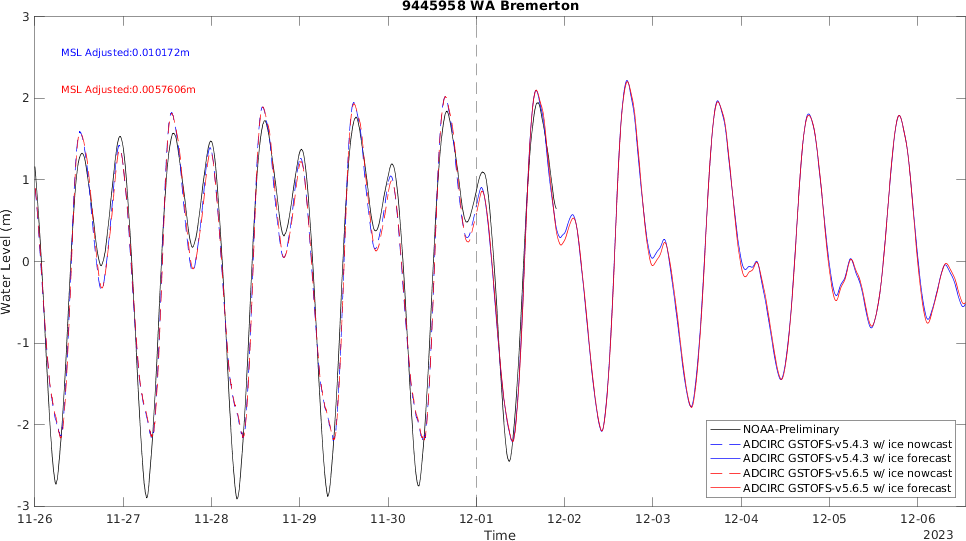 9445958 WA Bremerton
MSL Adjusted:0.010172m
MSL Adjusted:0.0057606m
Water Level (m)
3
2
1
0
-1
-2
-3
11-26
11-27
11-28
11-29
11-30
12-01
12-02
12-03
12-04
12-05
12-06
Time
2023
NOAA-Preliminary
ADCIRC GSTOFS-v5.4.3 w/ ice nowcast
ADCIRC GSTOFS-v5.4.3 w/ ice forecast
ADCIRC GSTOFS-v5.6.5 w/ ice nowcast
ADCIRC GSTOFS-v5.6.5 w/ ice forecast